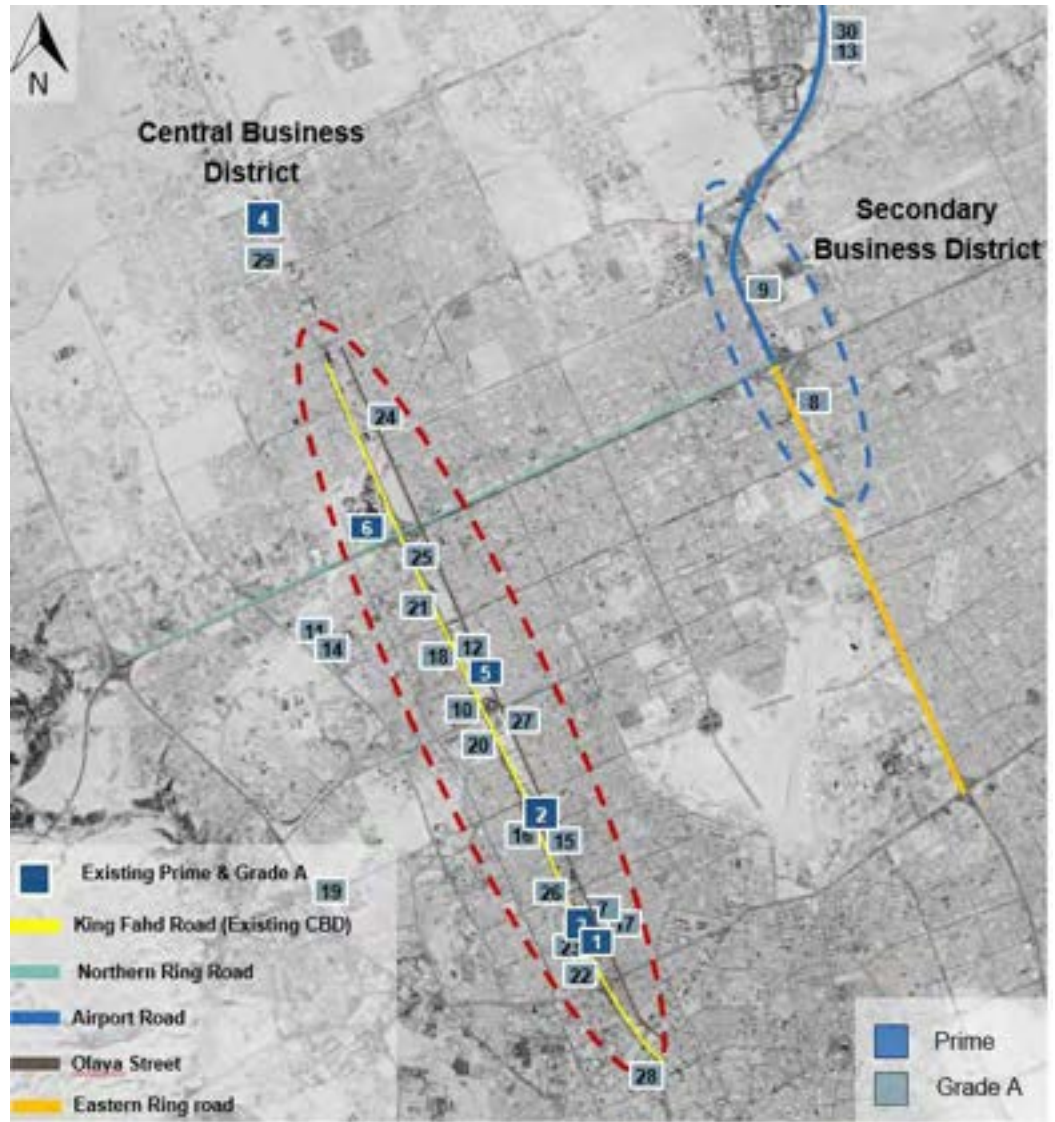 30
13
N
Central Business
District
4
29
Secondary
Business District
9
8
24
6
25
21
11
14
12
18
5
10
27
20
2
16
15
26
7
1
22
28
Existing Prime & Grade A
19
King Fahd Road (Existing CBD)
Northern Ring Road
Airport Road
Olaya Street
Eastern Ring road
Prime
Grade A